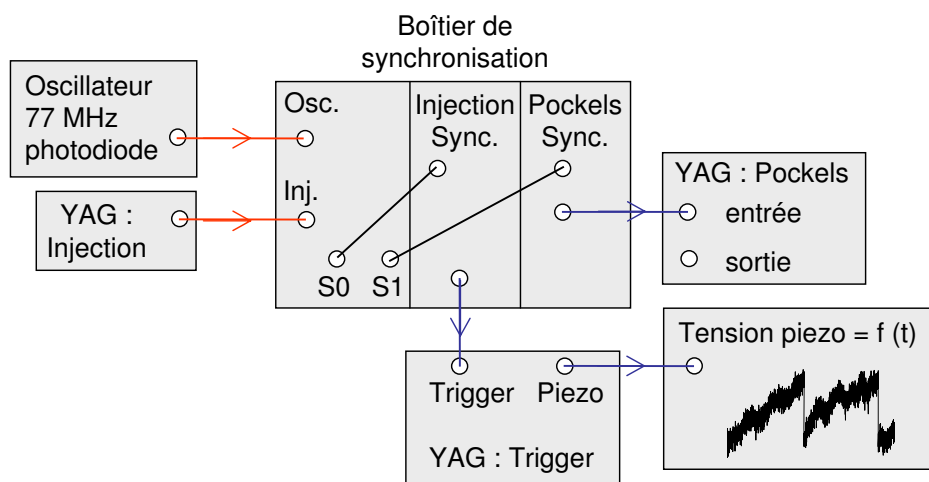 Boîtier de
synchronisation
Oscillateur
77 MHz
photodiode
Osc.
Injection
Sync.
Pockels
Sync.
YAG : Pockels
entrée
sortie
YAG :
Injection
Inj.
S0
S1
Tension piezo = f (t)
Trigger
Piezo
YAG : Trigger